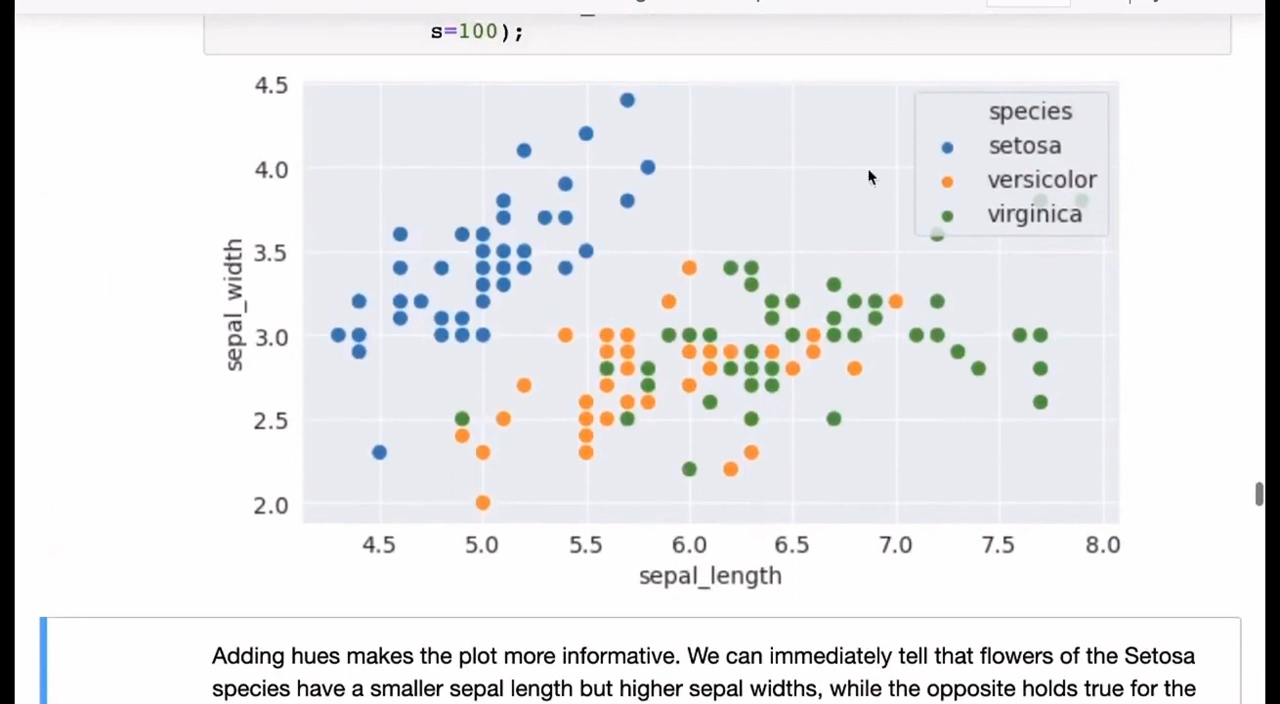 s=100);
4.5
4.0
3.5
3.0
2.5
2.0
sepal_width
species
setosa
versicolor
virginica
4.5 5.0 5.5 6.0 6.5 7.0 7.5 8.0
sepal_length
Adding hues makes the plot more informative. We can immediately tell that flowers of the Setosa
species have a smaller sepal length but higher sepal widths, while the opposite holds true for the